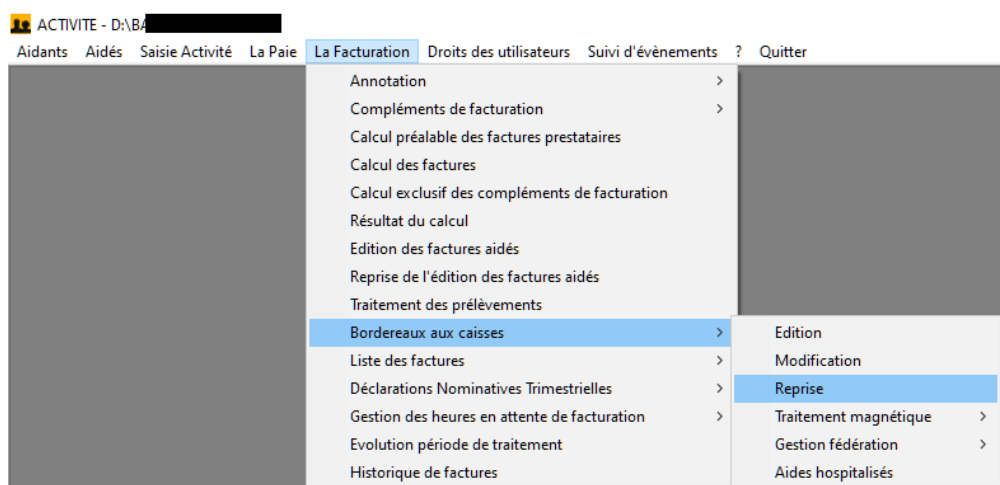 ACTIVITE - D:\BA
Aidants Aidés Saisie Activité La Paie La Facturation Droits des utilisateurs Suivi d'évènements ? Quitter
Annotation >
Compléments de facturation >
Calcul préalable des factures prestataires
Calcul des factures
Calcul exclusif des compléments de facturation
Résultat du calcul
Edition des factures aidés
Reprise de l'édition des factures aidés
Traitement des prélèvements
Bordereaux aux caisses > Edition
Liste des factures > Modification
Déclarations Nominatives Trimestrielles > Reprise
Gestion des heures en attente de facturation > Traitement magnétique >
Evolution période de traitement Gestion fédération >
Historique de factures Aides hospitalisés